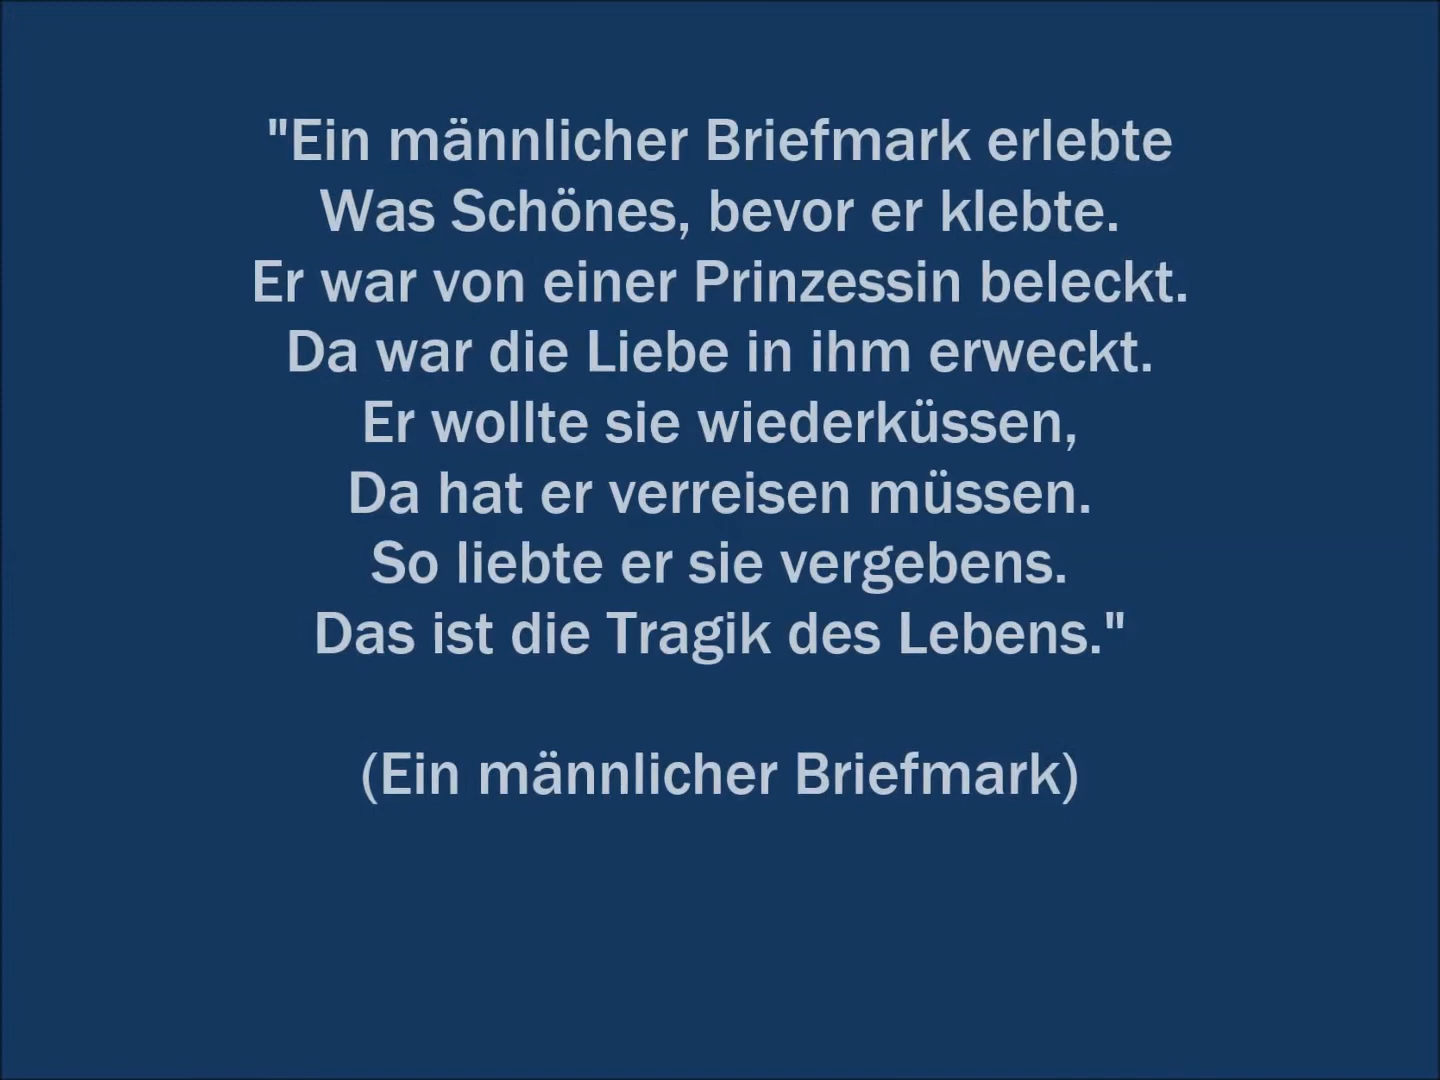 "Ein männlicher Briefmark erlebte
Was Schönes, bevor er klebte.
Er war von einer Prinzessin beleckt.
Da war die Liebe in ihm erweckt.
Er wollte sie wiederküssen,
Da hat er verreisen müssen.
So liebte er sie vergebens.
Das ist die Tragik des Lebens."
(Ein männlicher Briefmark)